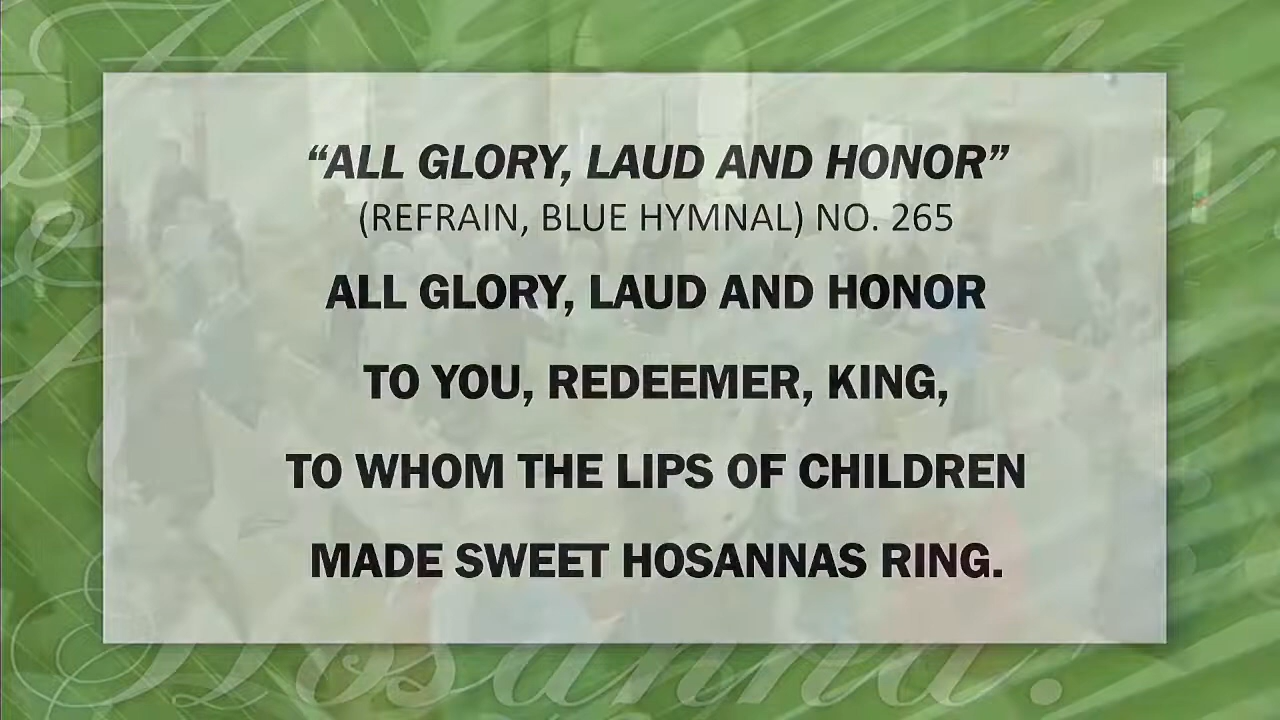 “ALL GLORY, LAUD AND HONOR”
(REFRAIN, BLUE HYMNAL) NO. 265
ALL GLORY, LAUD AND HONOR
TO YOU, REDEEMER, KING,
TO WHOM THE LIPS OF CHILDREN
MADE SWEET HOSANNAS RING.
Hosanna!